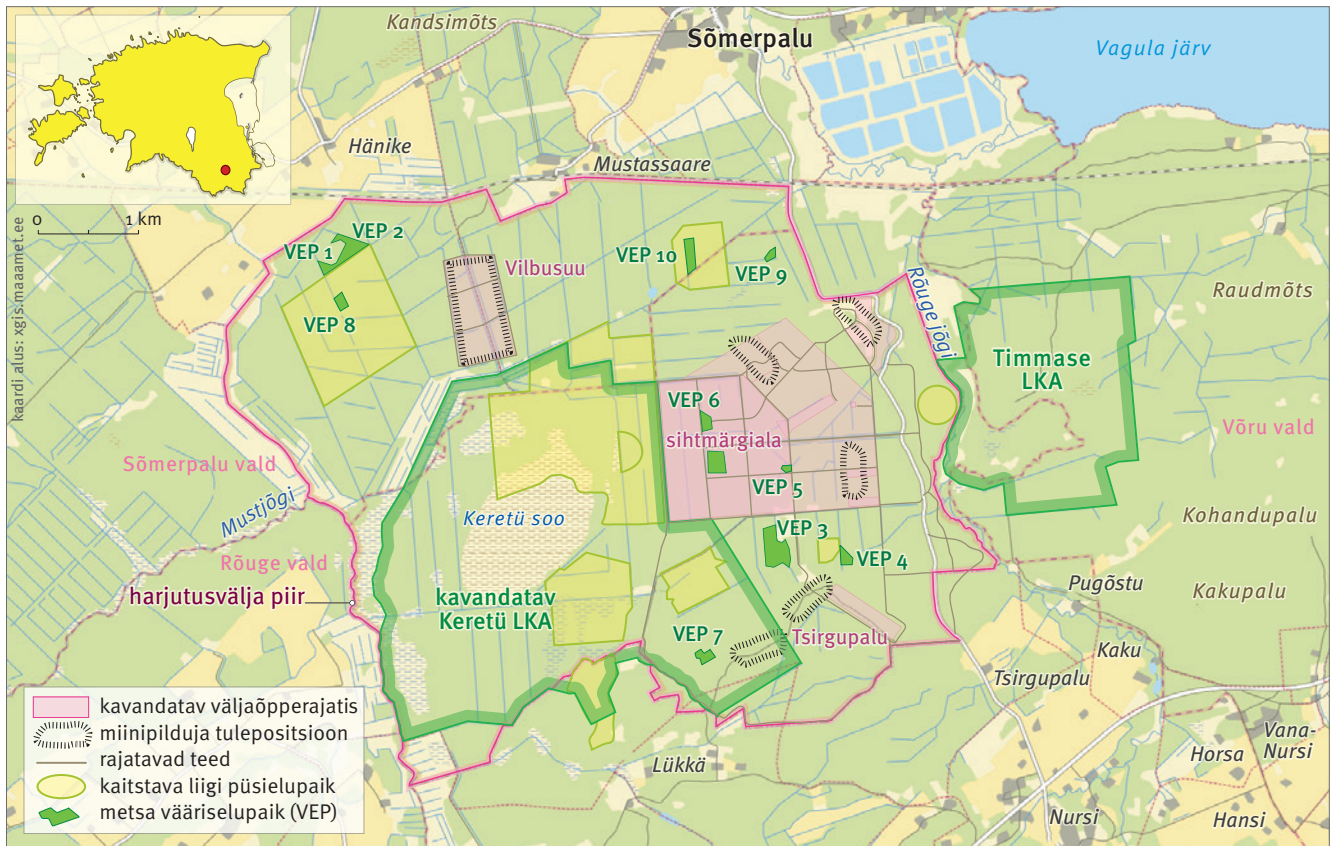 Kandsimõts
Sõmerpalu
Vagula järv
Hänike
Mustassaare
0 1 km
kaardi alus: xgis.maaamet.ee
VEP 1
VEP 2
VEP 8
Vilbusuu
VEP 10
VEP 9
Rõuge jõgi
Raudmõts
Timmase
LKA
VEP 6
sihtmärgiala
VEP 5
Võru vald
Sõmerpalu vald
Mustjõgi
Keretü soo
VEP 3
VEP 4
Kohandupalu
Rõuge vald
harjutusvälja piir
kavandatav
Keretü LKA
Pugõstu
Kakupalu
VEP 7
Tsirgupalu
Kaku
Tsirgupalu
Vana-
Nursi
Horsa
Lükkä
Nursi
Hansi
kavandatav väljaõpperajatis
miinipilduja tulepositsioon
rajatavad teed
kaitstava liigi püsielupaik
metsa vääriselupaik (VEP)